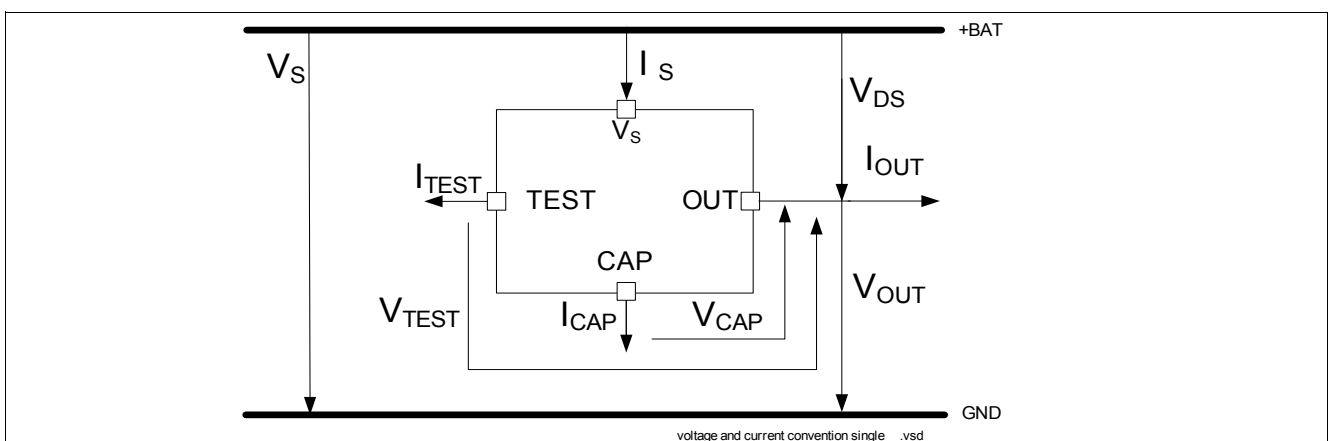 +BAT
V_S
I_S
V_DS
V_S
I_OUT
I_TEST
TEST
OUT
CAP
V_TEST
I_CAP
V_CAP
V_OUT
GND
voltage and current convention single .vsd